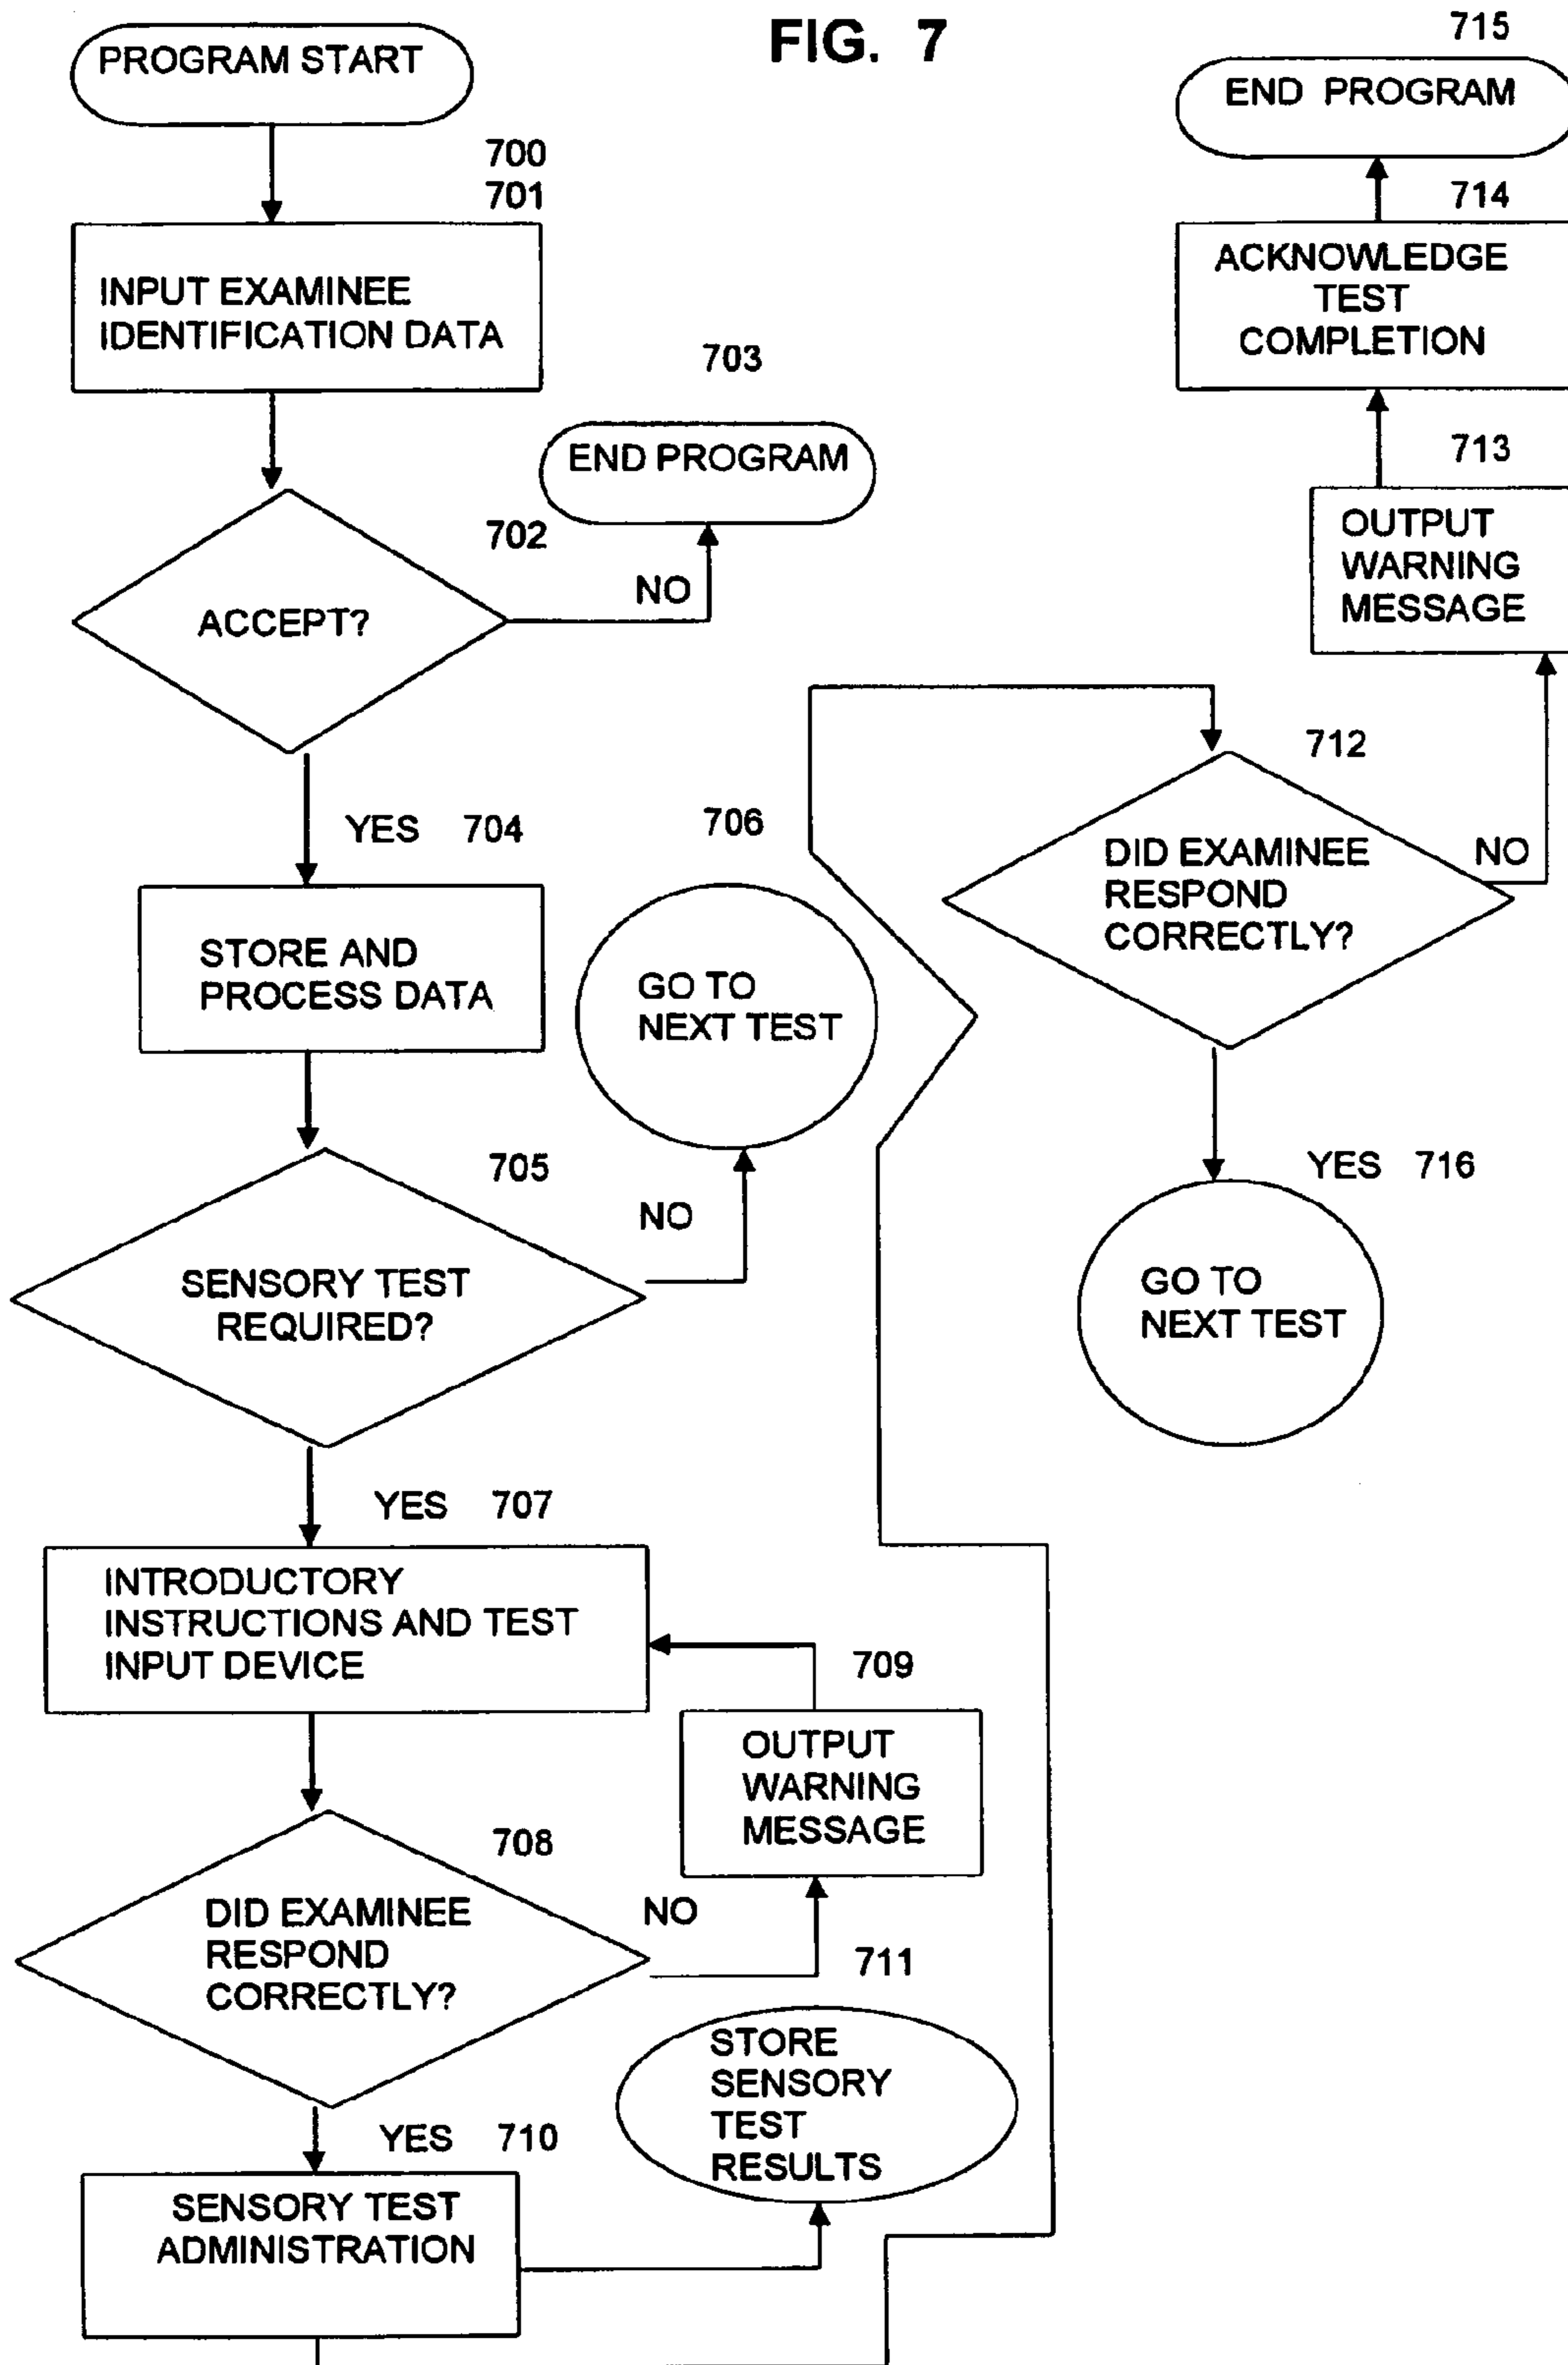 FIG. 7
PROGRAM START
700
701
INPUT EXAMINEE
IDENTIFICATION DATA
703
END PROGRAM
702
NO
ACCEPT?
YES 704
STORE AND
PROCESS DATA
706
GO TO
NEXT TEST
705
NO
SENSORY TEST
REQUIRED?
YES 707
INTRODUCTORY
INSTRUCTIONS AND TEST
INPUT DEVICE
709
OUTPUT
WARNING
MESSAGE
708
NO
DID EXAMINEE
RESPOND
CORRECTLY?
711
STORE
SENSORY
TEST
RESULTS
YES 710
SENSORY TEST
ADMINISTRATION
715
END PROGRAM
714
ACKNOWLEDGE
TEST
COMPLETION
713
OUTPUT
WARNING
MESSAGE
712
DID EXAMINEE
RESPOND
CORRECTLY?
NO
YES 716
GO TO
NEXT TEST